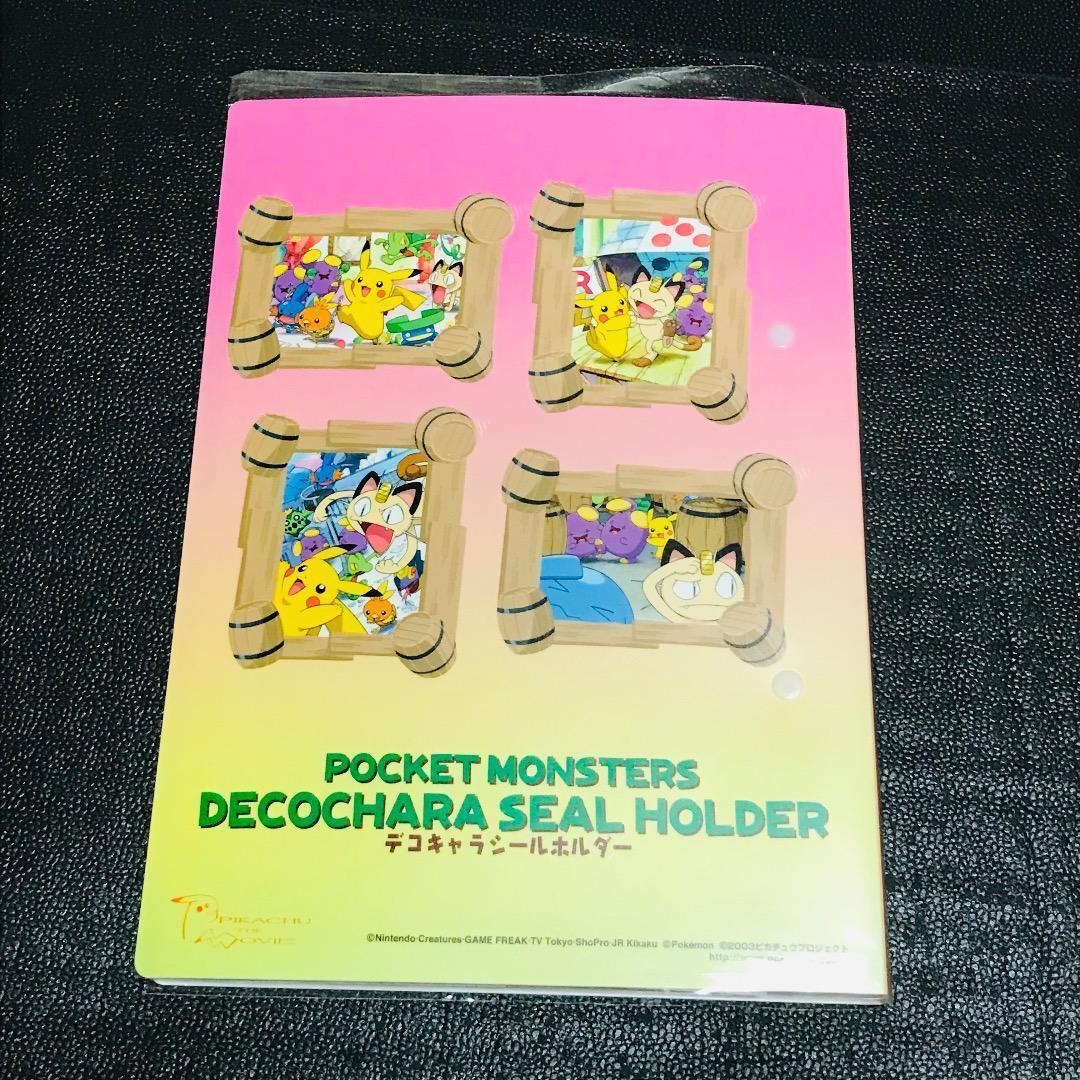 R
POCKET MONSTERS
DECOCHARA SEAL HOLDER
デコキャラシールホルダー
PIKACHU
THE
MOVIE
©Nintendo·Creatures·GAME FREAK·TV Tokyo·ShoPro·JR Kikaku ©Pokémon ©2003ピカチュウプロジェクト